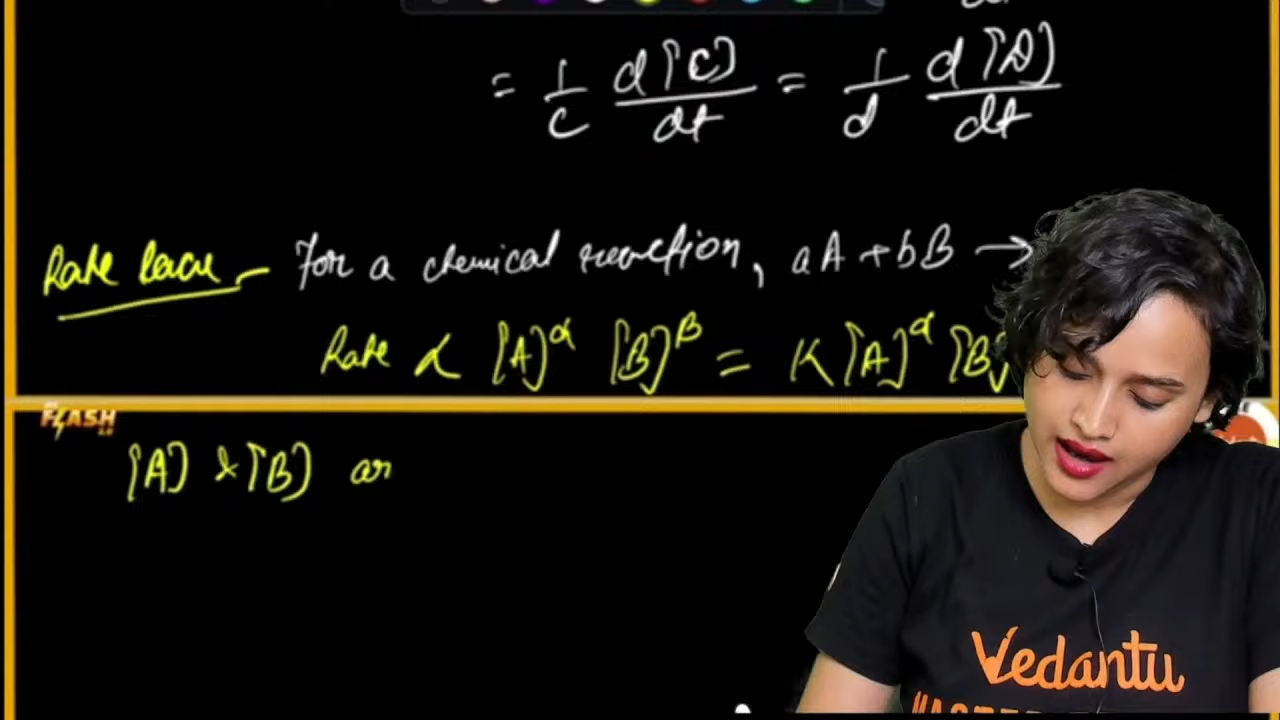 = 1/c d[C]/dt = 1/d d[D]/dt
Rate law - For a chemical reaction, aA + bB →
Rate ∝ [A]^α [B]^β = K[A]^α [B]
FLASH
[A] & [B] ar
Vedantu